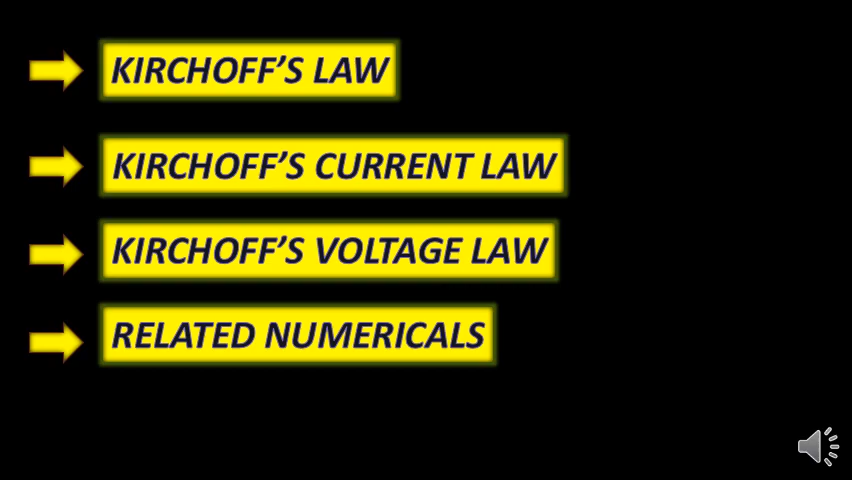 KIRCHOFF’S LAW
KIRCHOFF’S CURRENT LAW
KIRCHOFF’S VOLTAGE LAW
RELATED NUMERICALS